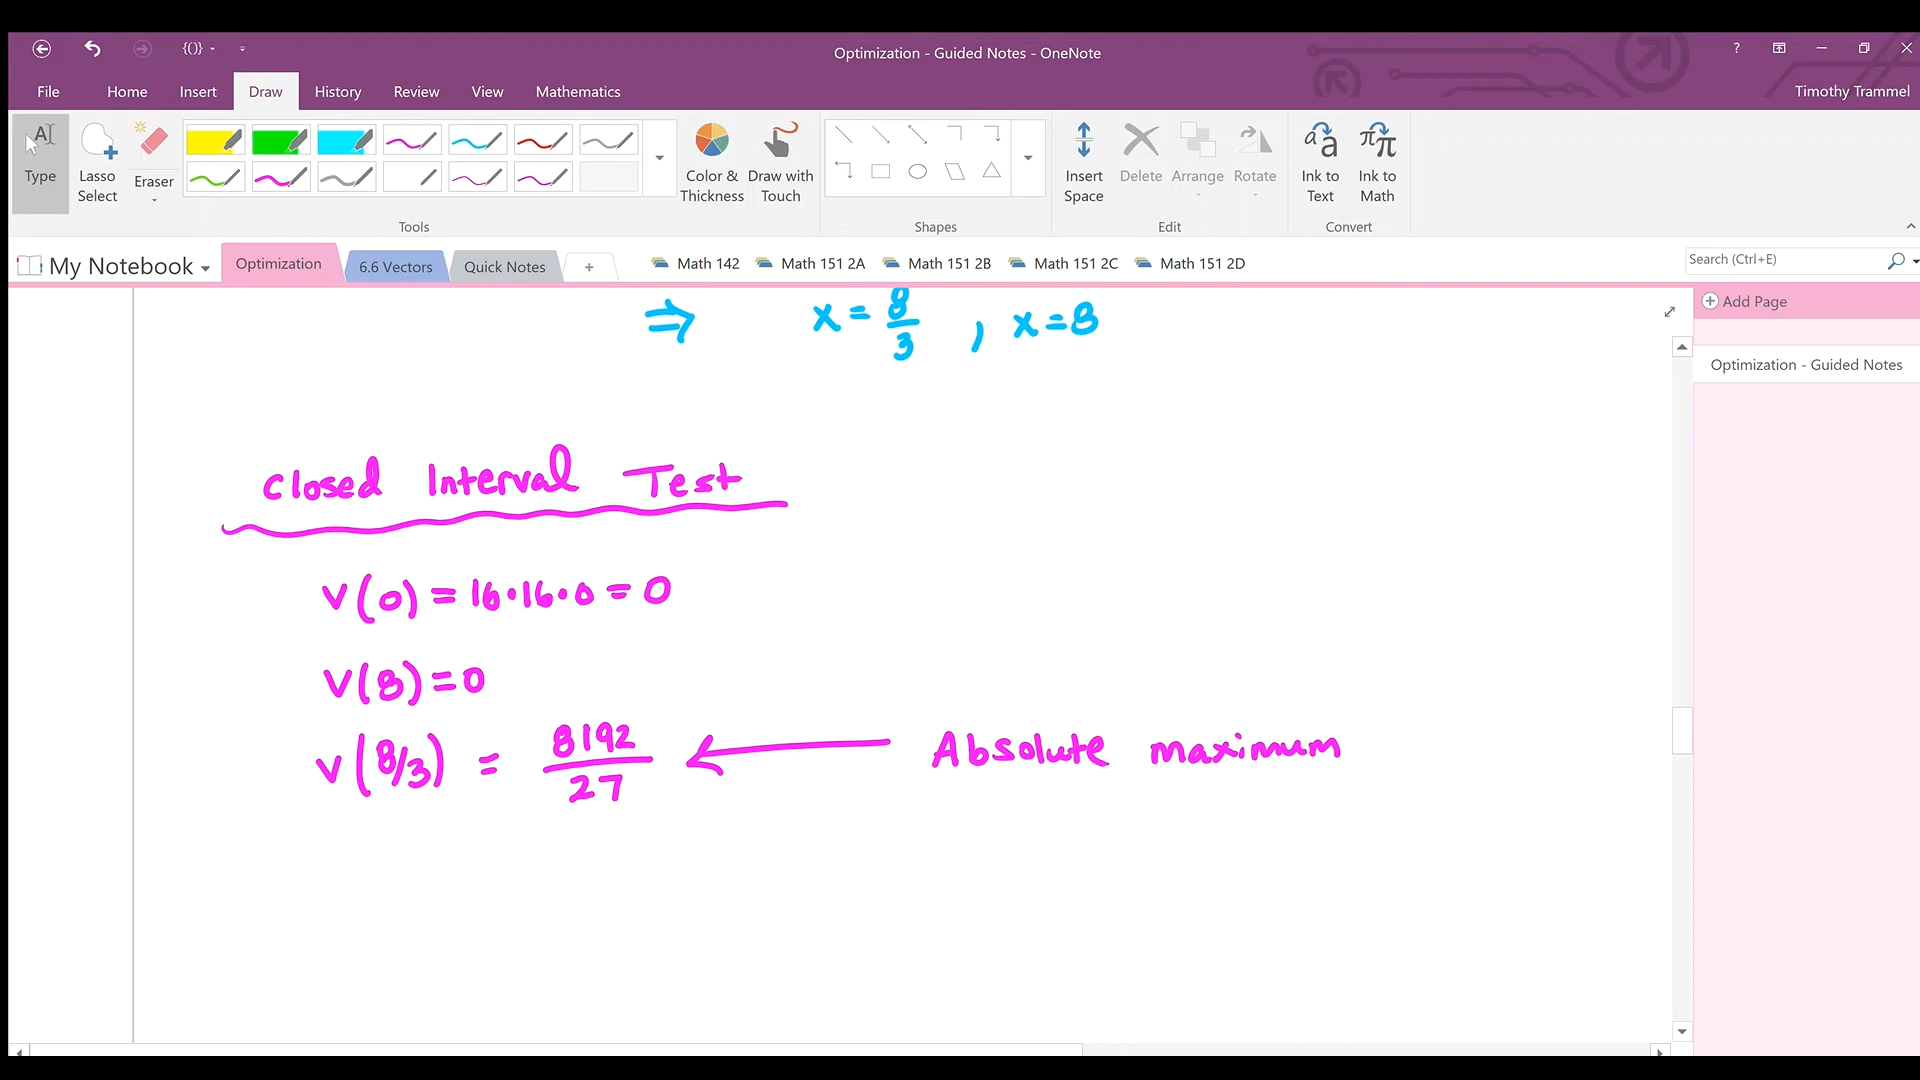 Optimization - Guided Notes - OneNote
{()}
?
File Home Insert Draw History Review View Mathematics
Timothy Trammel
Type
Lasso Select
Eraser
Color & Thickness
Draw with Touch
Insert Space
Delete
Arrange
Rotate
Ink to Text
Ink to Math
Tools
Shapes
Edit
Convert
My Notebook
Optimization
6.6 Vectors
Quick Notes
+
Math 142
Math 151 2A
Math 151 2B
Math 151 2C
Math 151 2D
Search (Ctrl+E)
Add Page
Optimization - Guided Notes
⇒ x = 8/3 , x = 8
Closed Interval Test
V(0) = 16·16·0 = 0
V(8) = 0
V(8/3) = 8192/27 ← Absolute maximum